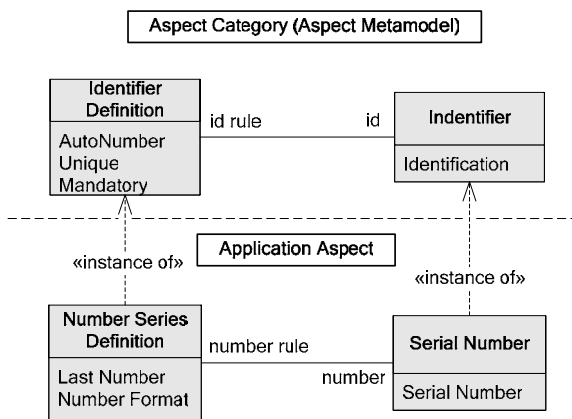 Aspect Category (Aspect Metamodel)
Identifier
Definition
AutoNumber
Unique
Mandatory
id rule
id
Indentifier
Identification
Application Aspect
«instance of»
«instance of»
Number Series
Definition
Last Number
Number Format
number rule
number
Serial Number
Serial Number